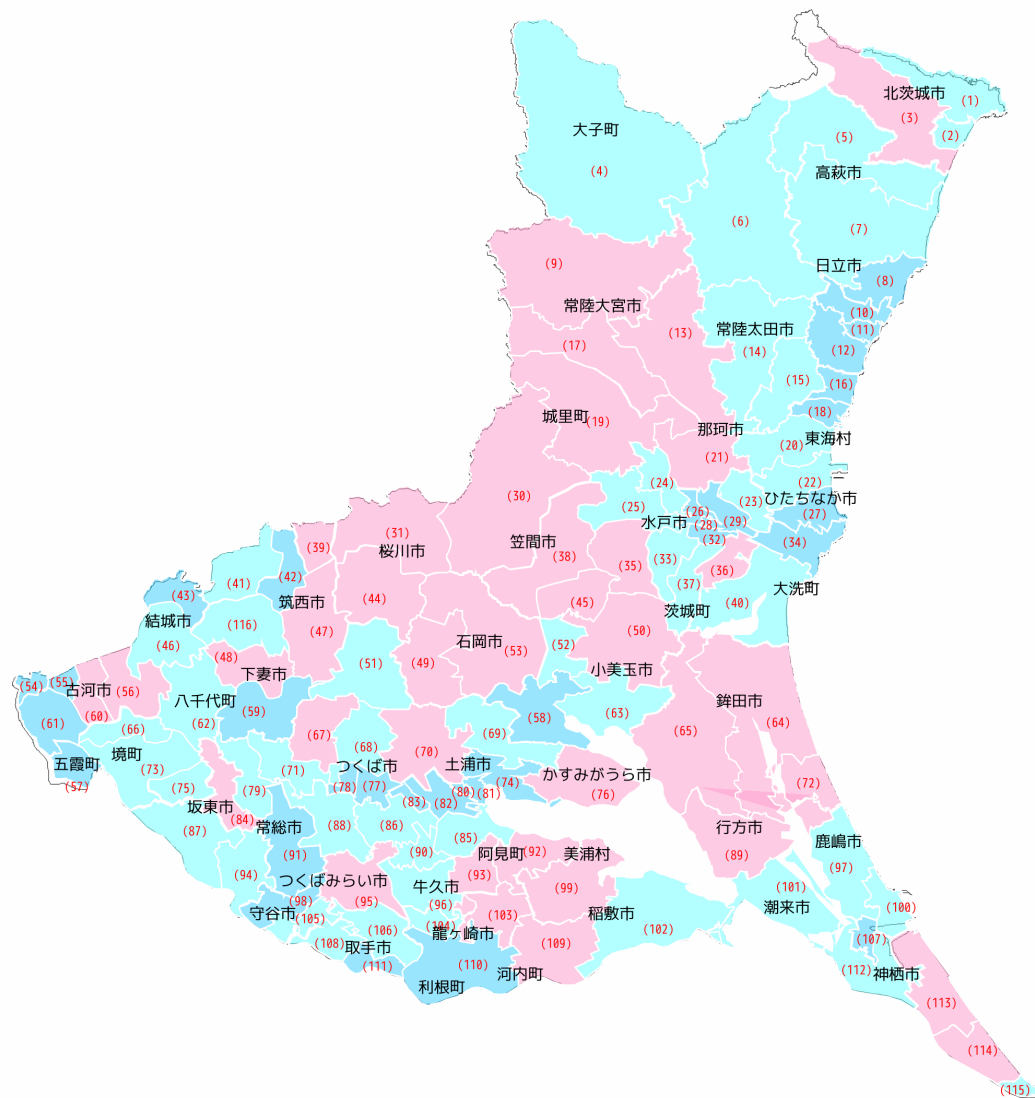 北茨城市
(1)
(3)
(2)
大子町
(5)
(4)
高萩市
(6)
(7)
(9)
日立市
(8)
常陸大宮市
(10)
常陸太田市
(11)
(13)
(17)
(14)
(12)
(15)
(16)
城里町
(19)
(18)
那珂市
東海村
(20)
(21)
(24)
(22)
(30)
ひたちなか市
(23)
(25)
(26)
(27)
水戸市
(28)
(29)
(31)
(32)
笠間市
(34)
(39)
桜川市
(38)
(33)
(35)
(36)
(42)
(41)
(37)
大洗町
(43)
筑西市
(44)
(45)
茨城町
(40)
結城市
(116)
(47)
(50)
(46)
石岡市
(52)
(53)
(48)
下妻市
(51)
(49)
小美玉市
(54)
(55)
古河市
(56)
八千代町
鉾田市
(60)
(59)
(58)
(63)
(61)
(62)
(64)
(66)
(67)
(69)
(65)
(68)
(70)
境町
五霞町
(73)
(71)
つくば市
土浦市
かすみがうら市
(57)
(75)
(79)
(78)
(77)
(80)
(81)
(74)
(76)
(72)
坂東市
(83)
(82)
(84)
常総市
(88)
(86)
行方市
(87)
(85)
鹿嶋市
(91)
(90)
阿見町
(92)
美浦村
(89)
(94)
つくばみらい市
(93)
(97)
牛久市
(99)
(101)
(98)
(95)
(96)
守谷市
(105)
(103)
稲敷市
潮来市
(100)
(106)
(104)
龍ヶ崎市
(102)
(108)
取手市
(109)
(107)
(111)
(110)
河内町
(112)
神栖市
利根町
(113)
(114)
(115)